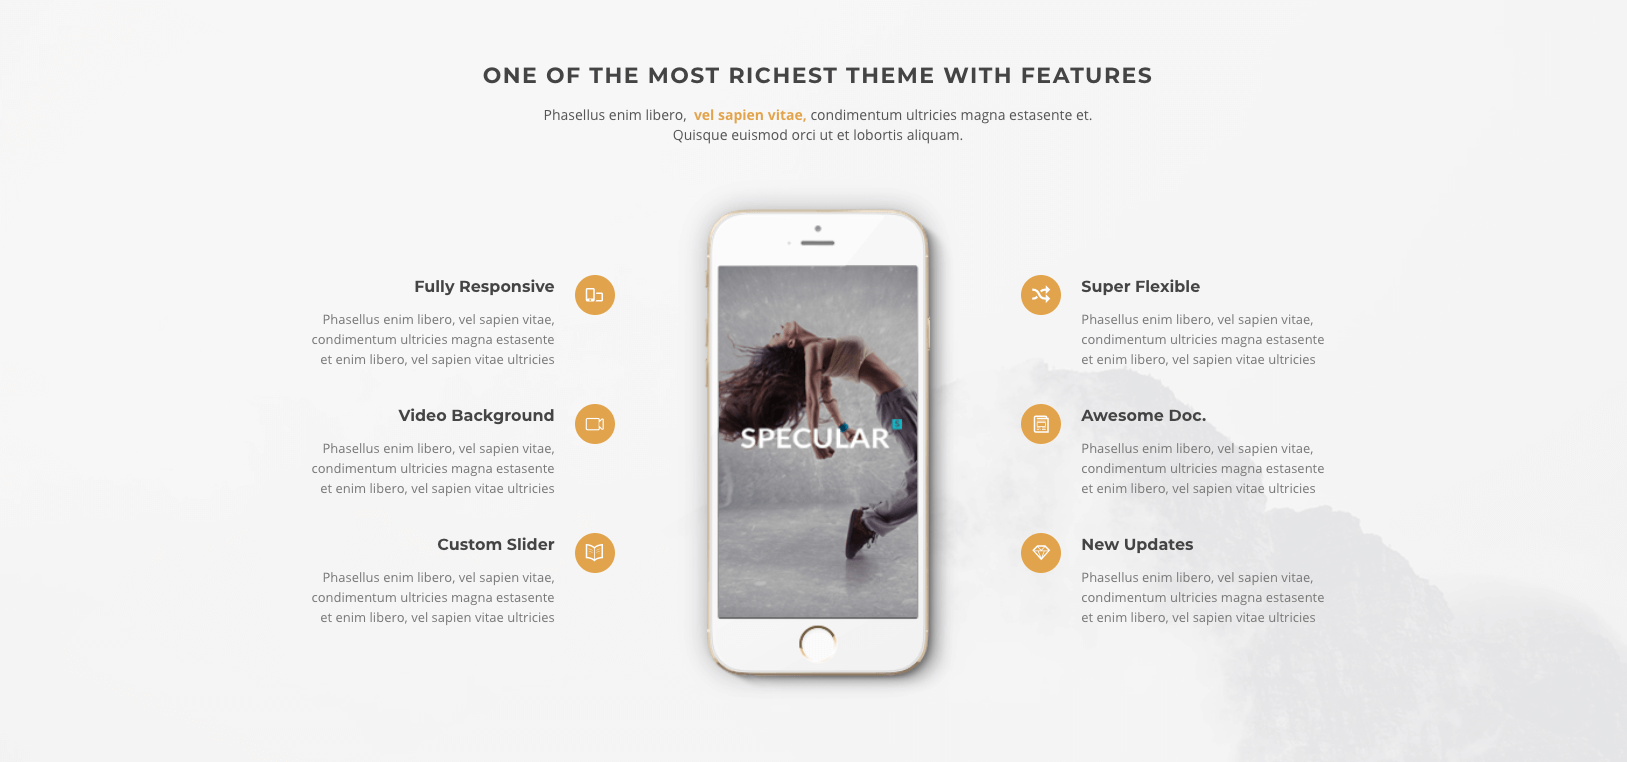 ONE OF THE MOST RICHEST THEME WITH FEATURES
Phasellus enim libero, vel sapien vitae, condimentum ultricies magna estasente et.
Quisque euismod orci ut et lobortis aliquam.
Fully Responsive
Phasellus enim libero, vel sapien vitae,
condimentum ultricies magna estasente
et enim libero, vel sapien vitae ultricies
Video Background
Phasellus enim libero, vel sapien vitae,
condimentum ultricies magna estasente
et enim libero, vel sapien vitae ultricies
Custom Slider
Phasellus enim libero, vel sapien vitae,
condimentum ultricies magna estasente
et enim libero, vel sapien vitae ultricies
SPECULAR
Super Flexible
Phasellus enim libero, vel sapien vitae,
condimentum ultricies magna estasente
et enim libero, vel sapien vitae ultricies
Awesome Doc.
Phasellus enim libero, vel sapien vitae,
condimentum ultricies magna estasente
et enim libero, vel sapien vitae ultricies
New Updates
Phasellus enim libero, vel sapien vitae,
condimentum ultricies magna estasente
et enim libero, vel sapien vitae ultricies